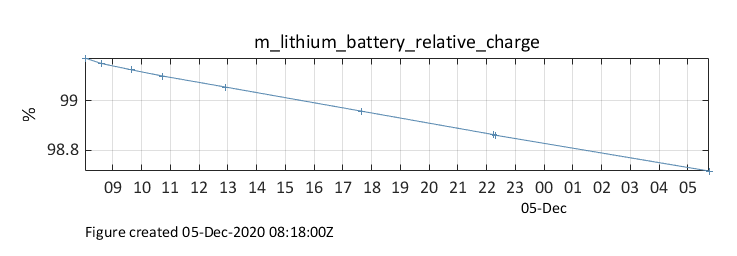 m_lithium_battery_relative_charge
%
99
98.8
09 10 11 12 13 14 15 16 17 18 19 20 21 22 23 00 01 02 03 04 05
05-Dec
Figure created 05-Dec-2020 08:18:00Z